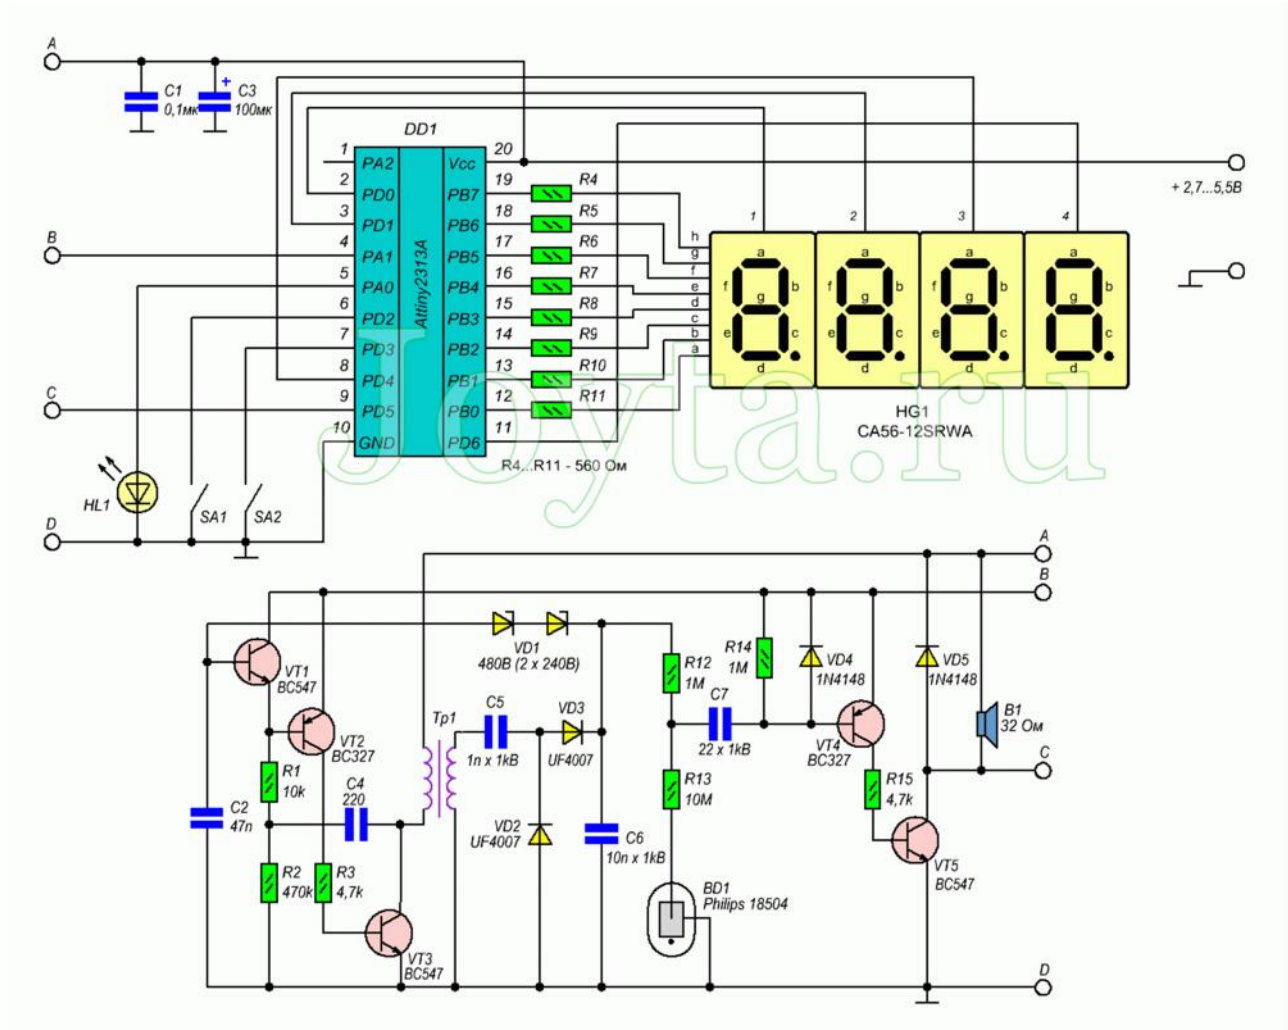 A
C1
0,1мк
+
C3
100мк
DD1
1
PA2
2
PD0
3
PD1
4
PA1
5
PA0
6
PD2
7
PD3
8
PD4
9
PD5
10
GND
Attiny2313A
20
Vcc
19
PB7
18
PB6
17
PB5
16
PB4
15
PB3
14
PB2
13
PB1
12
PB0
11
PD6
R4
R5
R6
R7
R8
R9
R10
R11
R4...R11 - 560 Ом
+ 2,7...5,5В
1
2
3
4
h
g
f
e
d
c
b
a
a
f
b
g
e
c
d
a
f
b
g
e
c
d
a
f
b
g
e
c
d
a
f
b
g
e
c
d
HG1
CA56-12SRWA
B
C
D
HL1
SA1
SA2
Joyta.ru
A
B
VT1
BC547
VD1
480В (2 x 240В)
R12
1M
R14
1M
VD4
1N4148
VD5
1N4148
VT2
BC327
Tp1
C5
1n x 1kВ
VD3
UF4007
C7
22 x 1kВ
VT4
BC327
B1
32 Ом
C
R1
10k
C4
220
C2
47n
R13
10M
R15
4,7k
VD2
UF4007
C6
10n x 1kВ
VT5
BC547
R2
470k
R3
4,7k
BD1
Philips 18504
VT3
BC547
D